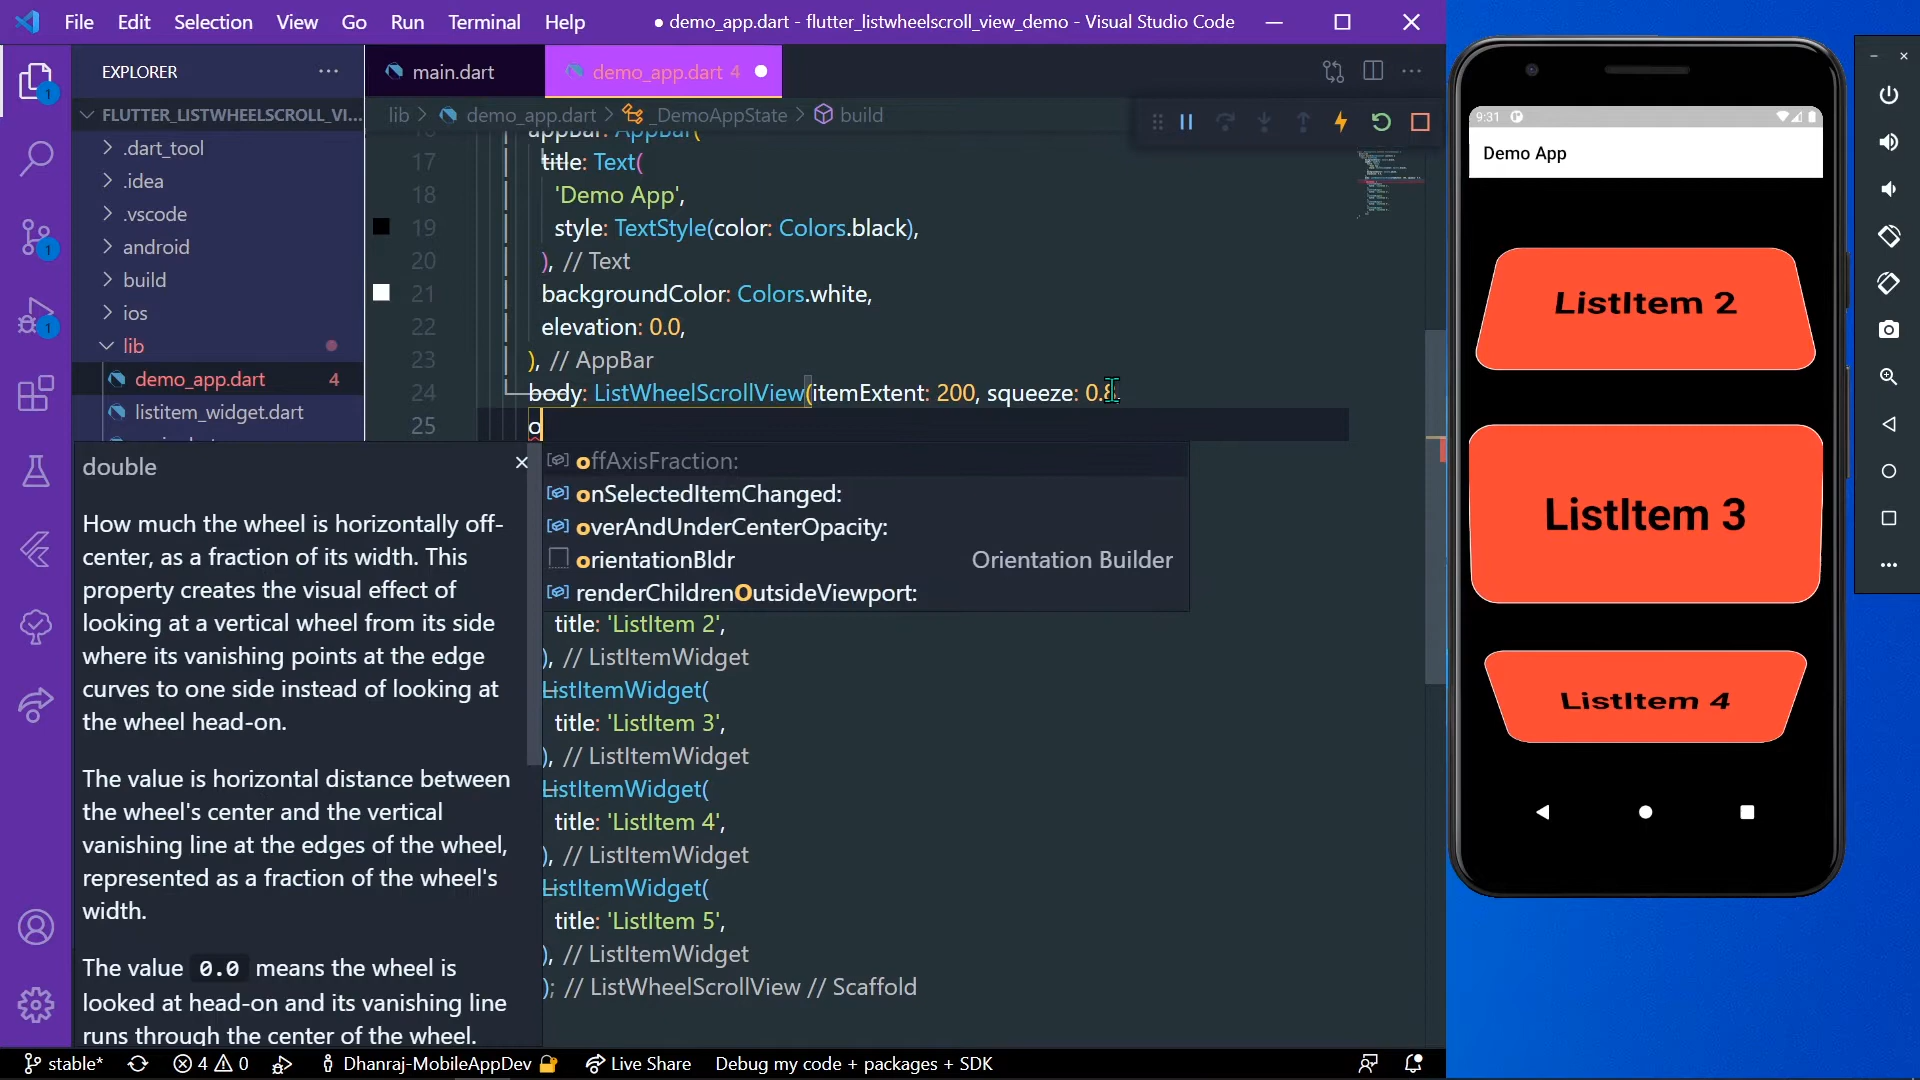 File Edit Selection View Go Run Terminal Help
● demo_app.dart - flutter_listwheelscroll_view_demo - Visual Studio Code
EXPLORER
main.dart
demo_app.dart 4
FLUTTER_LISTWHEELSCROLL_VI...
lib > demo_app.dart > _DemoAppState > build
.dart_tool
.idea
.vscode
android
build
ios
lib
demo_app.dart 4
listitem_widget.dart
1
1
1
appBar: AppBar(
17 title: Text(
18 'Demo App',
19 style: TextStyle(color: Colors.black),
20 ), // Text
21 backgroundColor: Colors.white,
22 elevation: 0.0,
23 ), // AppBar
24 body: ListWheelScrollView(itemExtent: 200, squeeze: 0.8
25 o
offAxisFraction:
onSelectedItemChanged:
overAndUnderCenterOpacity:
orientationBldr Orientation Builder
renderChildrenOutsideViewport:
title: 'ListItem 2',
), // ListItemWidget
ListItemWidget(
title: 'ListItem 3',
), // ListItemWidget
ListItemWidget(
title: 'ListItem 4',
), // ListItemWidget
ListItemWidget(
title: 'ListItem 5',
), // ListItemWidget
); // ListWheelScrollView // Scaffold
double
How much the wheel is horizontally off-
center, as a fraction of its width. This
property creates the visual effect of
looking at a vertical wheel from its side
where its vanishing points at the edge
curves to one side instead of looking at
the wheel head-on.
The value is horizontal distance between
the wheel's center and the vertical
vanishing line at the edges of the wheel,
represented as a fraction of the wheel's
width.
The value 0.0 means the wheel is
looked at head-on and its vanishing line
runs through the center of the wheel.
stable* 4 0 Dhanraj-MobileAppDev Live Share Debug my code + packages + SDK
9:31
Demo App
ListItem 2
ListItem 3
ListItem 4